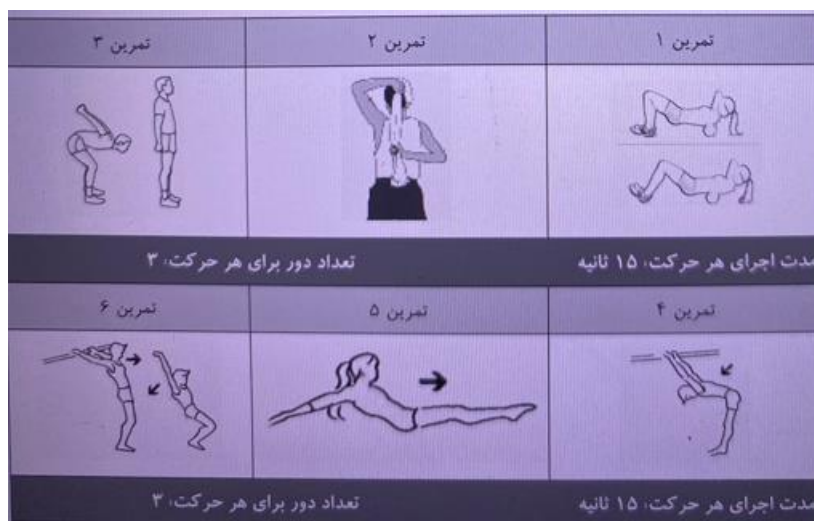 تمرین ۱
تمرین ۲
تمرین ۳
مدت اجرای هر حرکت، ۱۵ ثانیه
تعداد دور برای هر حرکت، ۳
تمرین ۴
تمرین ۵
تمرین ۶
مدت اجرای هر حرکت، ۱۵ ثانیه
تعداد دور برای هر حرکت، ۳